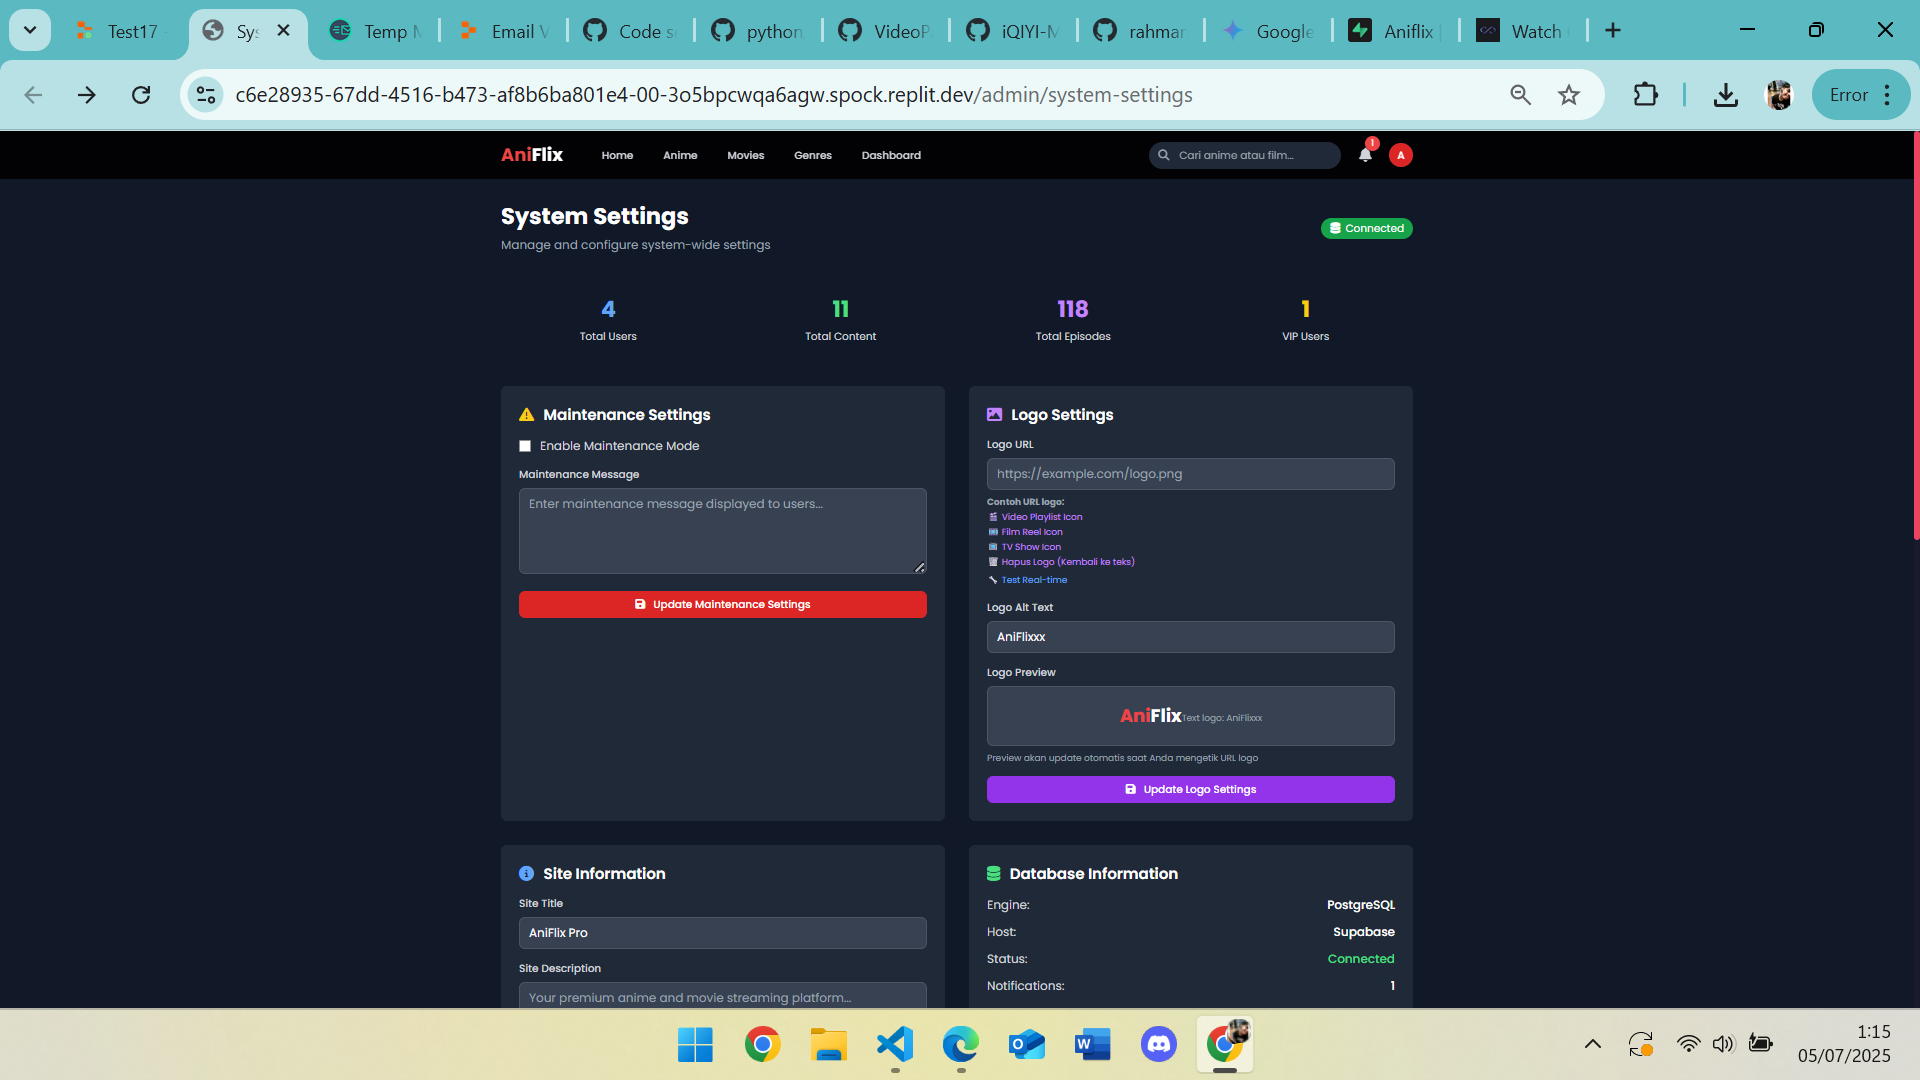 Test17
Sys
Temp M
Email V
Code s
python
VideoP
iQIYI-M
rahmar
Google
Aniflix
Watch
c6e28935-67dd-4516-b473-af8b6ba801e4-00-3o5bpcwqa6agw.spock.replit.dev/admin/system-settings
Error
AniFlix
Home
Anime
Movies
Genres
Dashboard
Cari anime atau film...
1
A
System Settings
Manage and configure system-wide settings
Connected
4
Total Users
11
Total Content
118
Total Episodes
1
VIP Users
Maintenance Settings
Enable Maintenance Mode
Maintenance Message
Enter maintenance message displayed to users...
Update Maintenance Settings
Logo Settings
Logo URL
https://example.com/logo.png
Contoh URL logo:
Video Playlist Icon
Film Reel Icon
TV Show Icon
Hapus Logo (Kembali ke teks)
Test Real-time
Logo Alt Text
AniFlixxx
Logo Preview
AniFlix Text logo: AniFlixxx
Preview akan update otomatis saat Anda mengetik URL logo
Update Logo Settings
Site Information
Site Title
AniFlix Pro
Site Description
Your premium anime and movie streaming platform...
Database Information
Engine: PostgreSQL
Host: Supabase
Status: Connected
Notifications: 1
1:15
05/07/2025